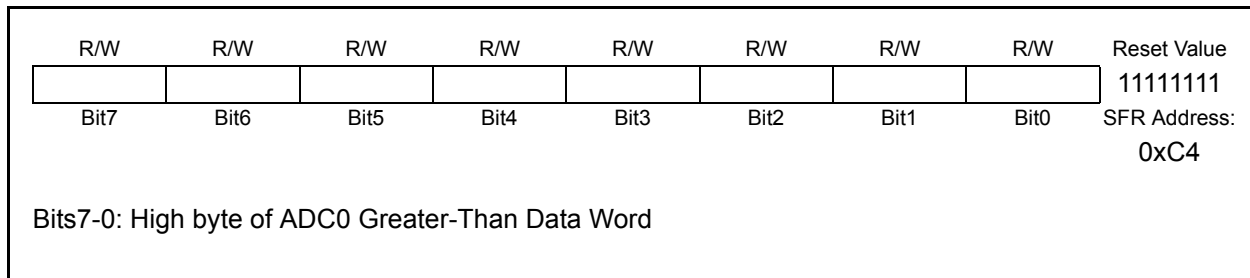 R/W R/W R/W R/W R/W R/W R/W R/W Reset Value
11111111
Bit7 Bit6 Bit5 Bit4 Bit3 Bit2 Bit1 Bit0 SFR Address:
0xC4
Bits7-0: High byte of ADC0 Greater-Than Data Word